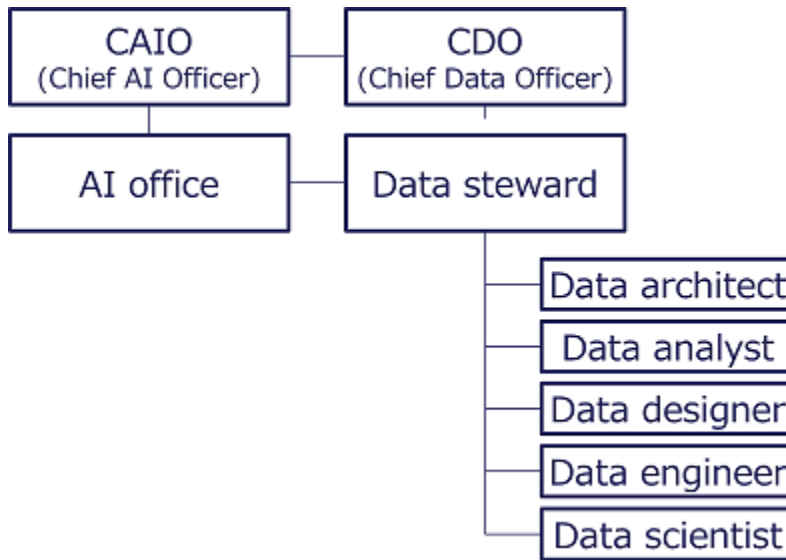 CAIO
(Chief AI Officer)
CDO
(Chief Data Officer)
AI office
Data steward
Data architect
Data analyst
Data designer
Data engineer
Data scientist